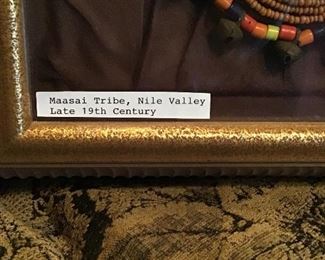 Maasai Tribe, Nile Valley
Late 19th Century